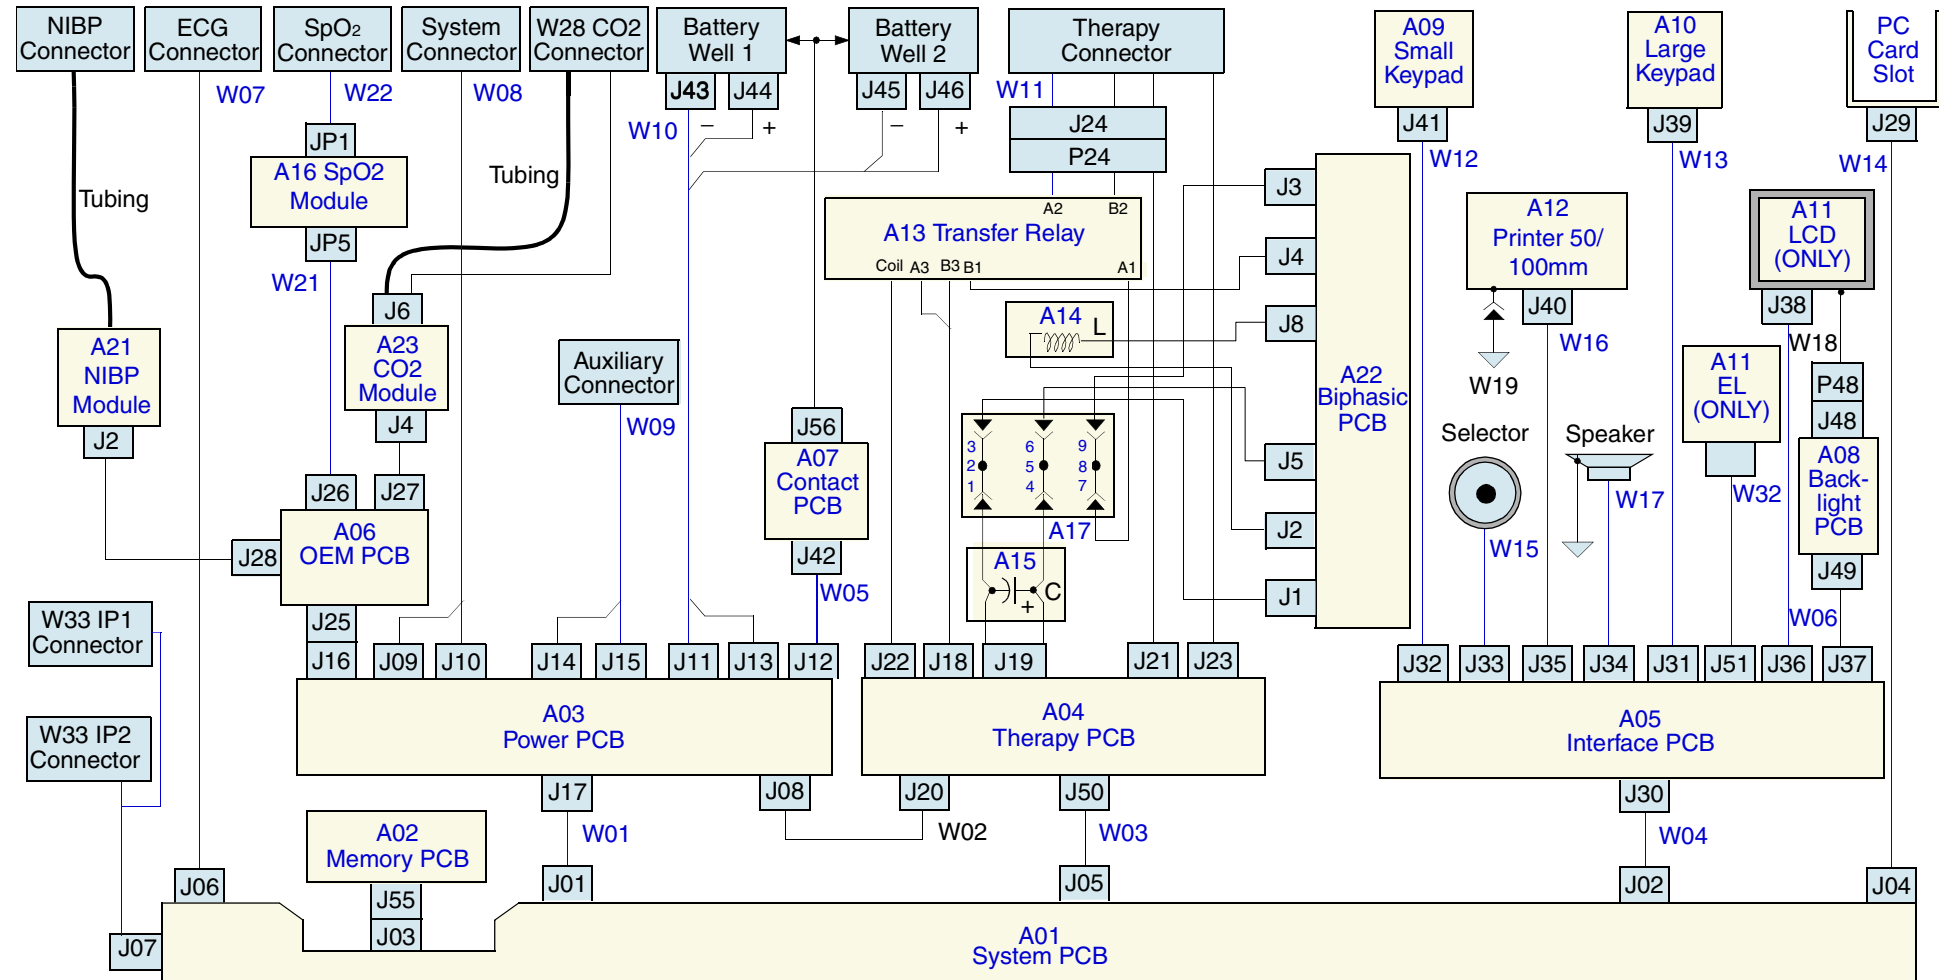 NIBP
Connector
ECG
Connector
SpO2
Connector
System
Connector
W28 CO2
Connector
Battery
Well 1
Battery
Well 2
Therapy
Connector
A09
Small
Keypad
A10
Large
Keypad
PC
Card
Slot
W07
W22
W08
J43
J44
J45
J46
W11
W10
–
+
–
+
J24
P24
J41
J39
J29
W12
W13
W14
JP1
A16 SpO2
Module
JP5
W21
Tubing
Tubing
A2
B2
A13 Transfer Relay
Coil
A3
B3
B1
A1
J3
J4
J8
J5
J2
J1
A22
Biphasic
PCB
A12
Printer 50/
100mm
J40
W16
W19
A11
LCD
(ONLY)
J38
W18
A11
EL
(ONLY)
W32
P48
J48
A08
Back-
light
PCB
J49
W06
Selector
W15
Speaker
W17
A14
L
J6
A23
CO2
Module
J4
A21
NIBP
Module
J2
Auxiliary
Connector
W09
J56
A07
Contact
PCB
J42
W05
3
2
1
6
5
4
9
8
7
A17
A15
C
+
J26
J27
A06
OEM PCB
J28
J25
W33 IP1
Connector
W33 IP2
Connector
J16
J09
J10
J14
J15
J11
J13
J12
J22
J18
J19
J21
J23
J32
J33
J35
J34
J31
J51
J36
J37
A03
Power PCB
A04
Therapy PCB
A05
Interface PCB
J17
J08
J20
J50
J30
W01
W02
W03
W04
A02
Memory PCB
J55
J03
J06
J01
J05
J02
J04
J07
A01
System PCB